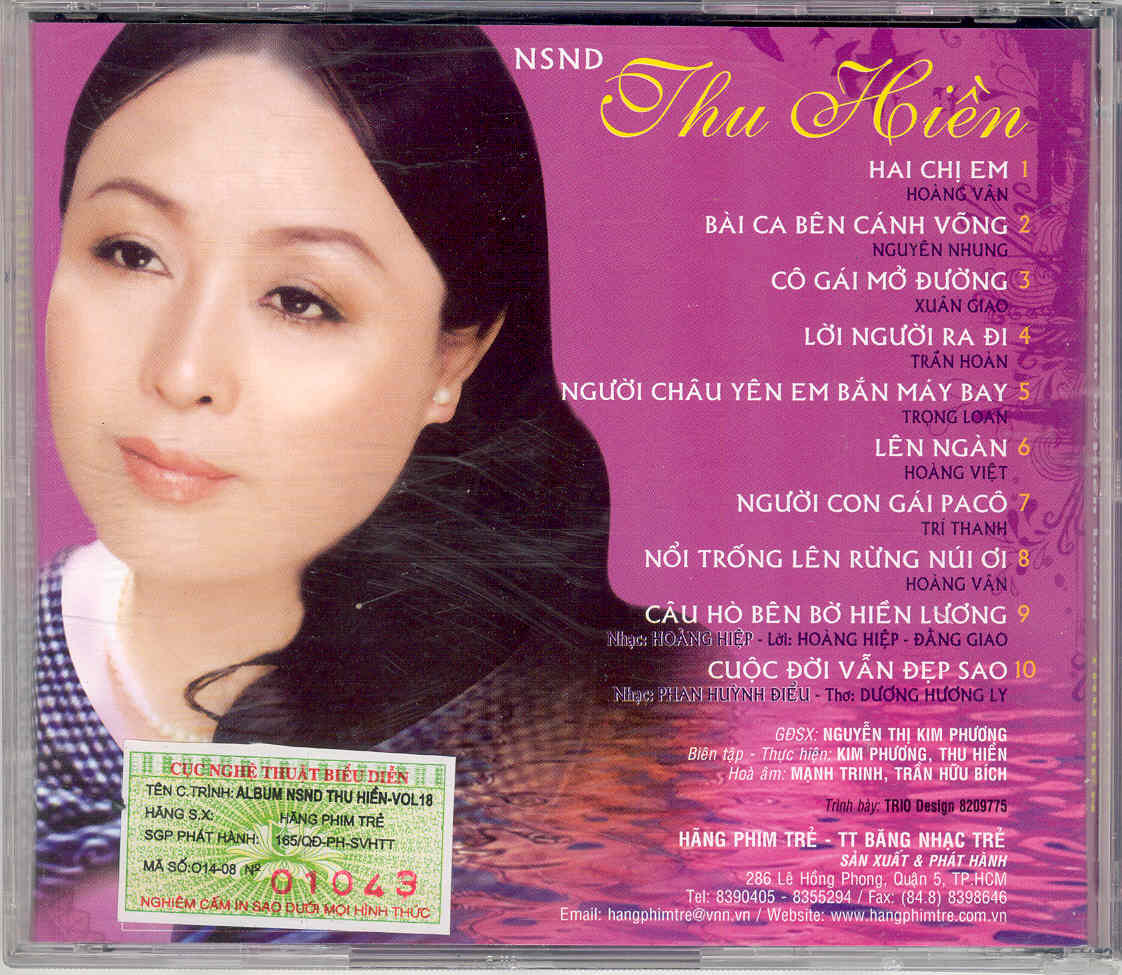 NSND
Thu Hiền
HAI CHỊ EM 1
HOÀNG VÂN
BÀI CA BÊN CÁNH VÕNG 2
NGUYÊN NHUNG
CÔ GÁI MỞ ĐƯỜNG 3
XUÂN GIAO
LỜI NGƯỜI RA ĐI 4
TRẦN HOÀN
NGƯỜI CHÂU YÊN EM BẮN MÁY BAY 5
TRỌNG LOAN
LÊN NGÀN 6
HOÀNG VIỆT
NGƯỜI CON GÁI PACÔ 7
TRÍ THANH
NỔI TRỐNG LÊN RỪNG NÚI ƠI 8
HOÀNG VÂN
CÂU HÒ BÊN BỜ HIỀN LƯƠNG 9
Nhạc: HOÀNG HIỆP - Lời: HOÀNG HIỆP - ĐẰNG GIAO
CUỘC ĐỜI VẪN ĐẸP SAO 10
Nhạc: PHAN HUỲNH ĐIỂU - Thơ: DƯƠNG HƯƠNG LY
GĐSX: NGUYỄN THỊ KIM PHƯƠNG
Biên tập - Thực hiện: KIM PHƯƠNG, THU HIỀN
Hoà âm: MẠNH TRINH, TRẦN HỮU BÍCH
Trình bày: TRIO Design 8209775
HÃNG PHIM TRẺ - TT BĂNG NHẠC TRẺ
SẢN XUẤT & PHÁT HÀNH
286 Lê Hồng Phong, Quận 5, TP.HCM
Tel: 8390405 - 8355294 / Fax: (84.8) 8398646
Email: hangphimtre@vnn.vn / Website: www.hangphimtre.com.vn
CỤC NGHỆ THUẬT BIỂU DIỄN
TÊN C.TRÌNH: ALBUM NSND THU HIỀN-VOL18
HÃNG S.X: HÃNG PHIM TRẺ
SGP PHÁT HÀNH: 165/QĐ-PH-SVHTT
MÃ SỐ:O14-08 Nº 01043
NGHIÊM CẤM IN SAO DƯỚI MỌI HÌNH THỨC